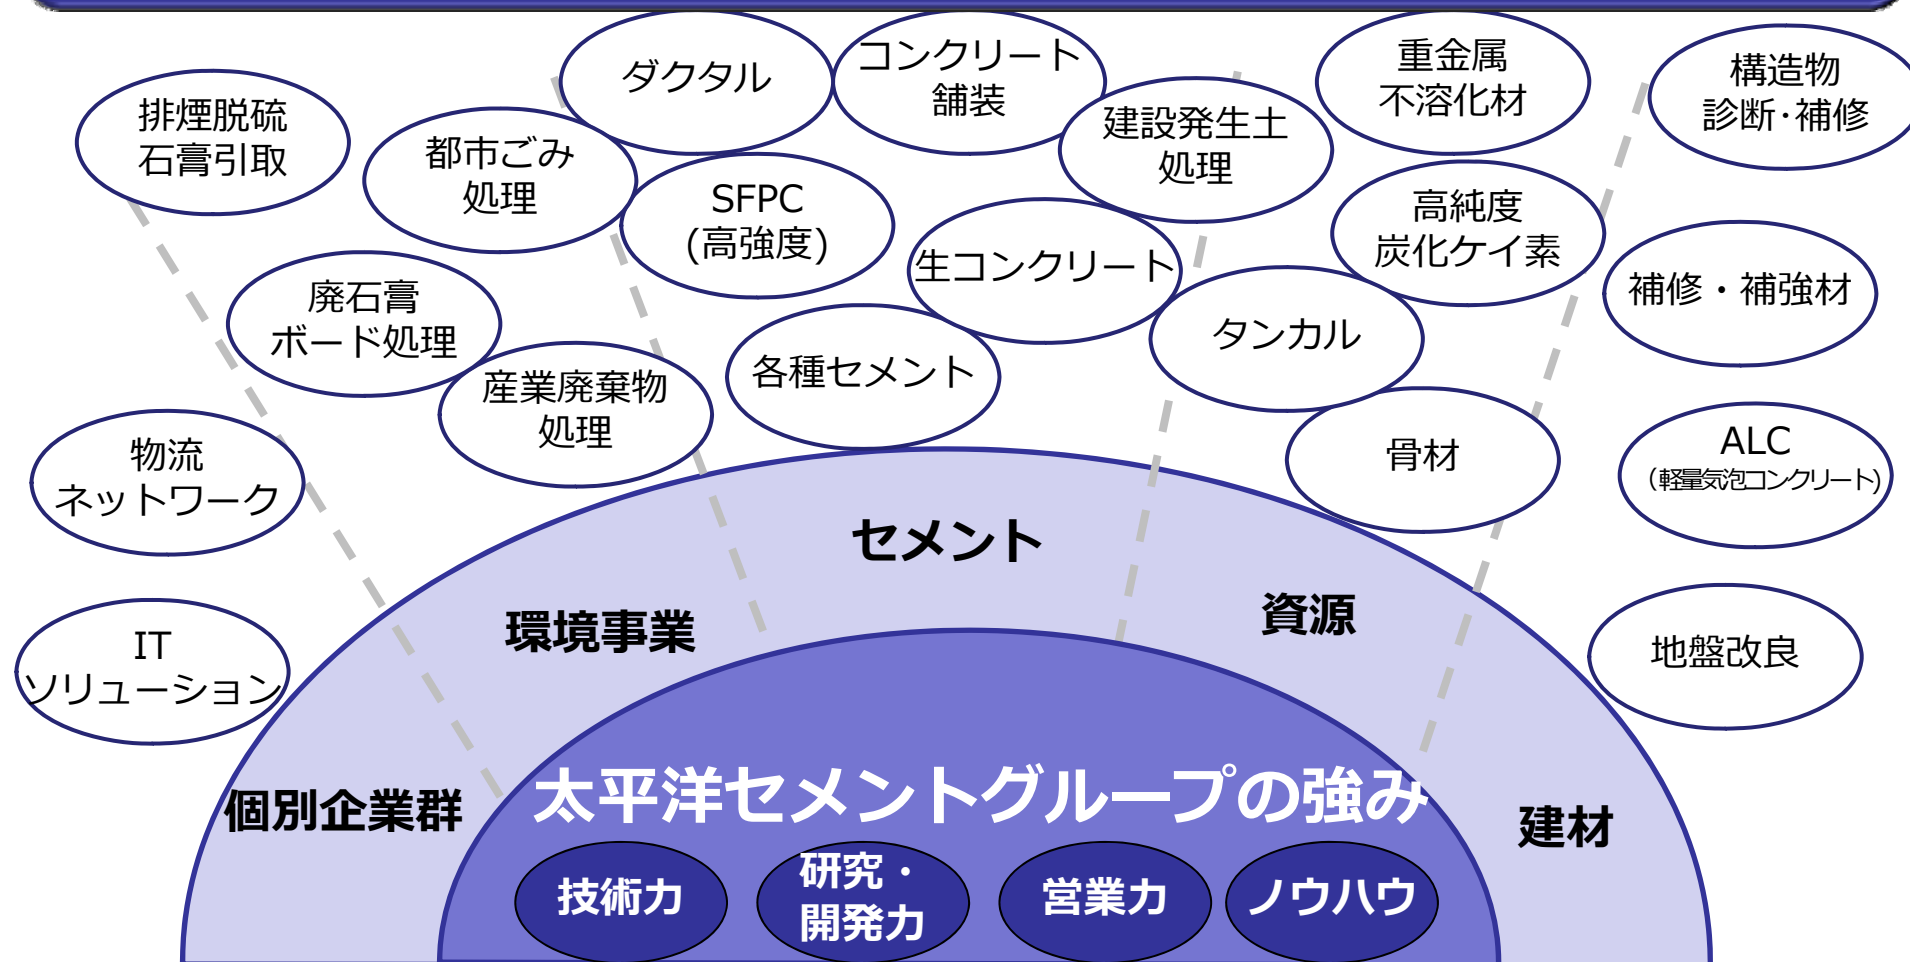 ダクタル
コンクリート
舗装
重金属
不溶化材
構造物
診断・補修
排煙脱硫
石膏引取
都市ごみ
処理
建設発生土
処理
SFPC
(高強度)
高純度
炭化ケイ素
生コンクリート
補修・補強材
廃石膏
ボード処理
タンカル
各種セメント
産業廃棄物
処理
物流
ネットワーク
骨材
ALC
(軽量気泡コンクリート)
セメント
環境事業
資源
IT
ソリューション
地盤改良
個別企業群
太平洋セメントグループの強み
建材
技術力
研究・
開発力
営業力
ノウハウ